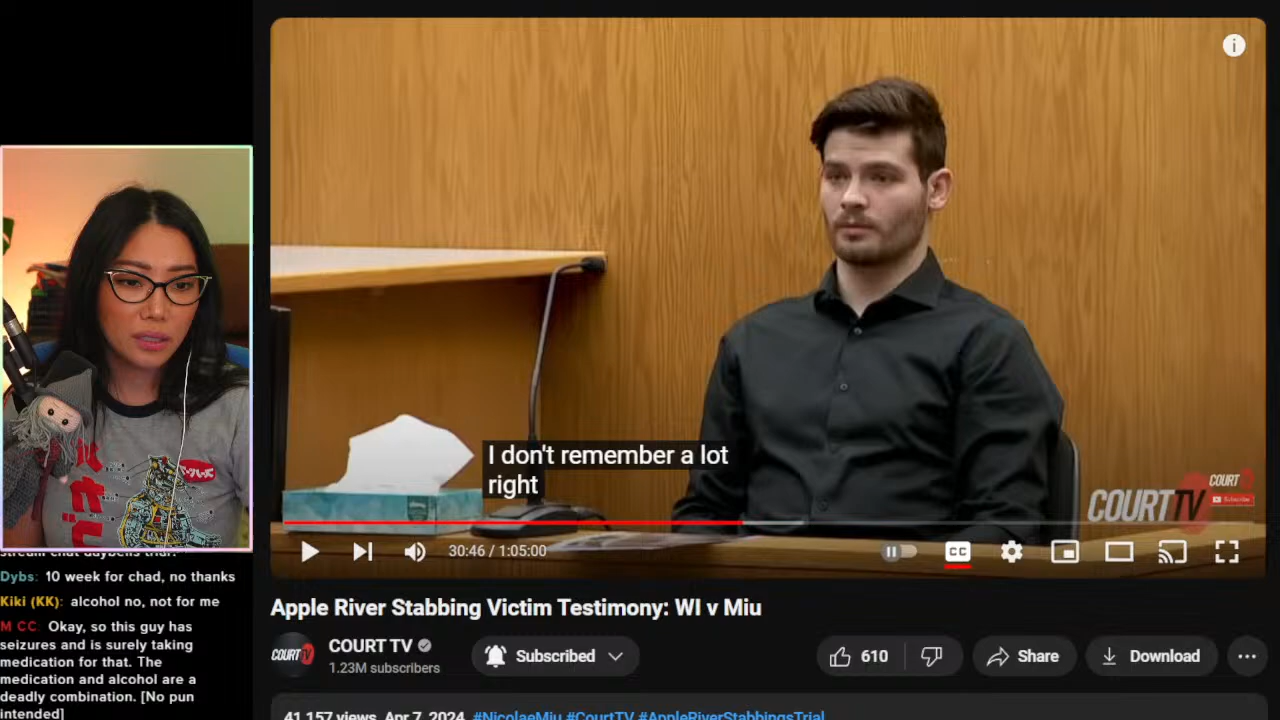 I don't remember a lot
right
COURT TV
COURT
Subscribe
30:46 / 1:05:00
CC
Apple River Stabbing Victim Testimony: WI v Miu
COURT TV
1.23M subscribers
Subscribed
610
Share
Download
41,157 views Apr 7, 2024 #NicolaeMiu #CourtTV #AppleRiverStabbingsTrial
Dybs: 10 week for chad, no thanks
Kiki (KK): alcohol no, not for me
M CC: Okay, so this guy has
seizures and is surely taking
medication for that. The
medication and alcohol are a
deadly combination. [No pun
intended]